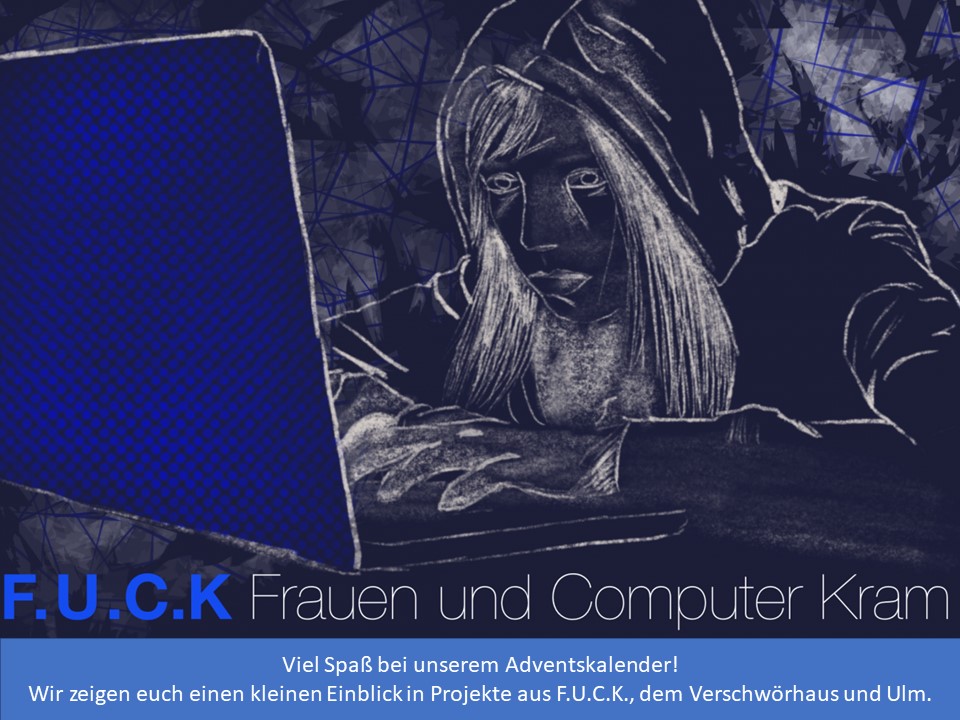 F.U.C.K Frauen und Computer Kram
Viel Spaß bei unserem Adventskalender!
Wir zeigen euch einen kleinen Einblick in Projekte aus F.U.C.K., dem Verschwörhaus und Ulm.